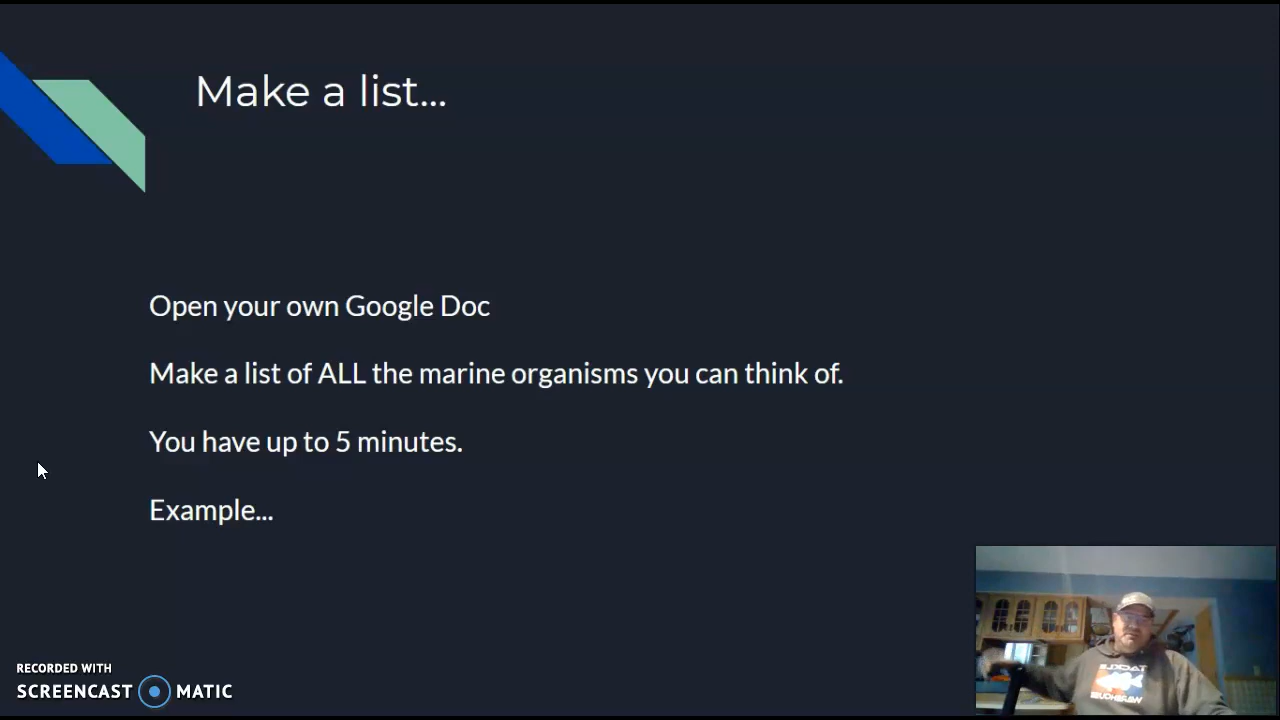 Make a list...
Open your own Google Doc
Make a list of ALL the marine organisms you can think of.
You have up to 5 minutes.
Example...
RECORDED WITH
SCREENCAST MATIC